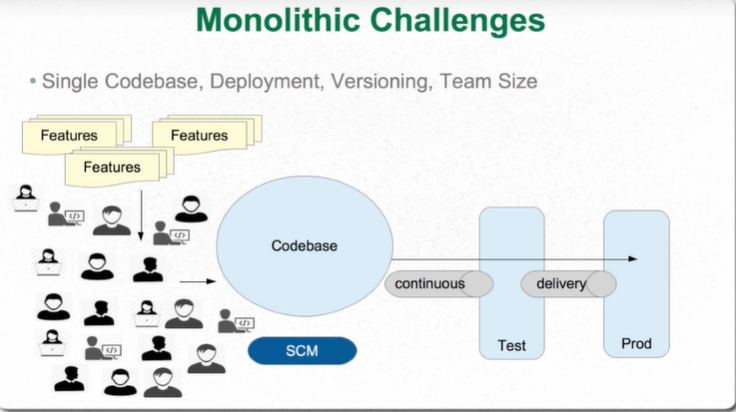 Monolithic Challenges
• Single Codebase, Deployment, Versioning, Team Size
Features
Features
Features
Codebase
continuous
delivery
Test
Prod
SCM